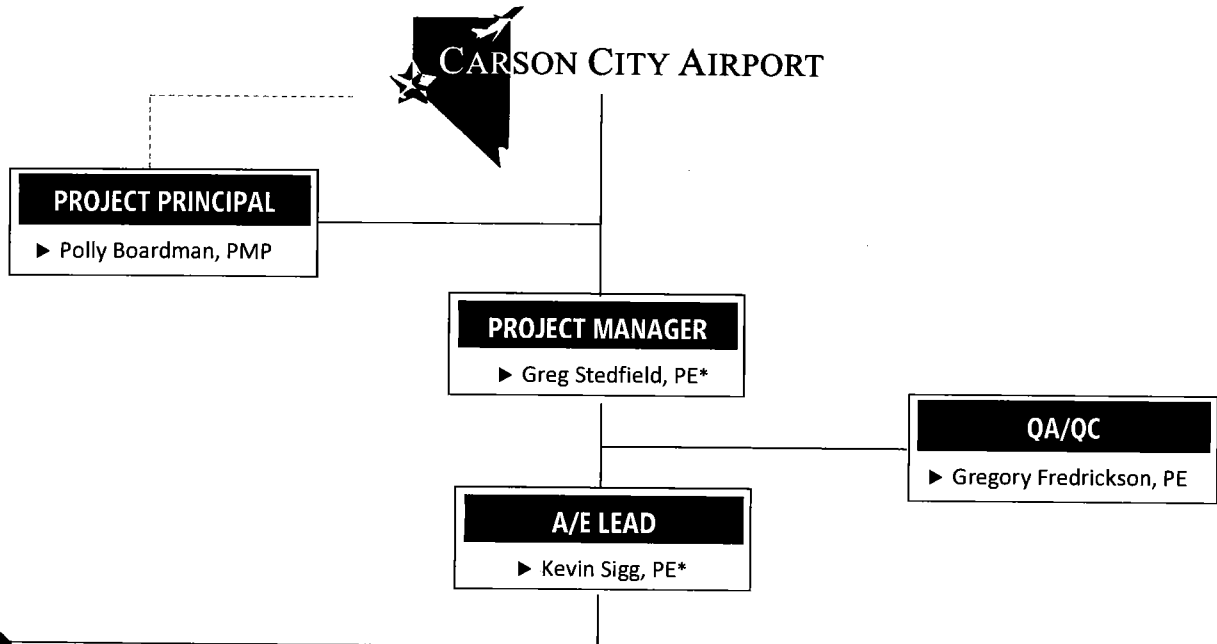 CARSON CITY AIRPORT
PROJECT PRINCIPAL
▶ Polly Boardman, PMP
PROJECT MANAGER
▶ Greg Stedfield, PE*
QA/QC
▶ Gregory Fredrickson, PE
A/E LEAD
▶ Kevin Sigg, PE*